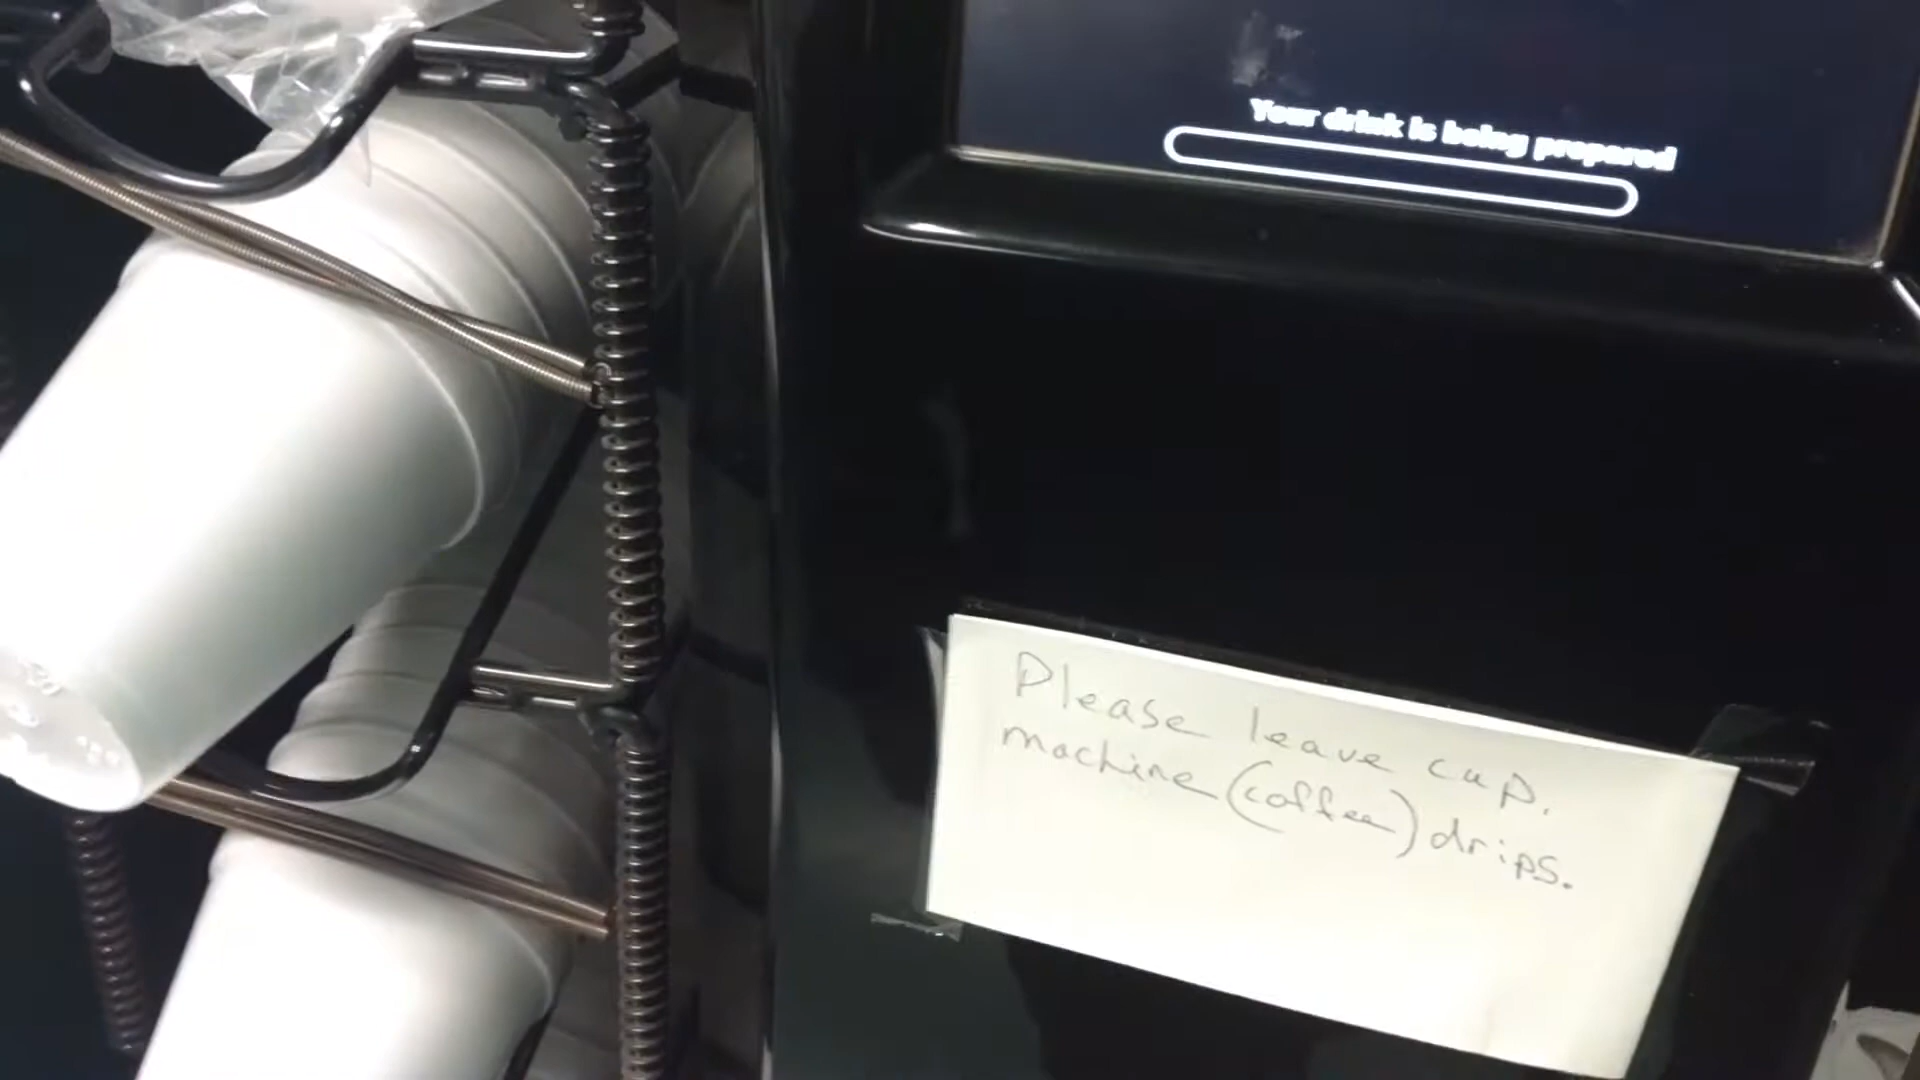 Your drink is being prepared
Please leave cup.
machine (coffee) drips.